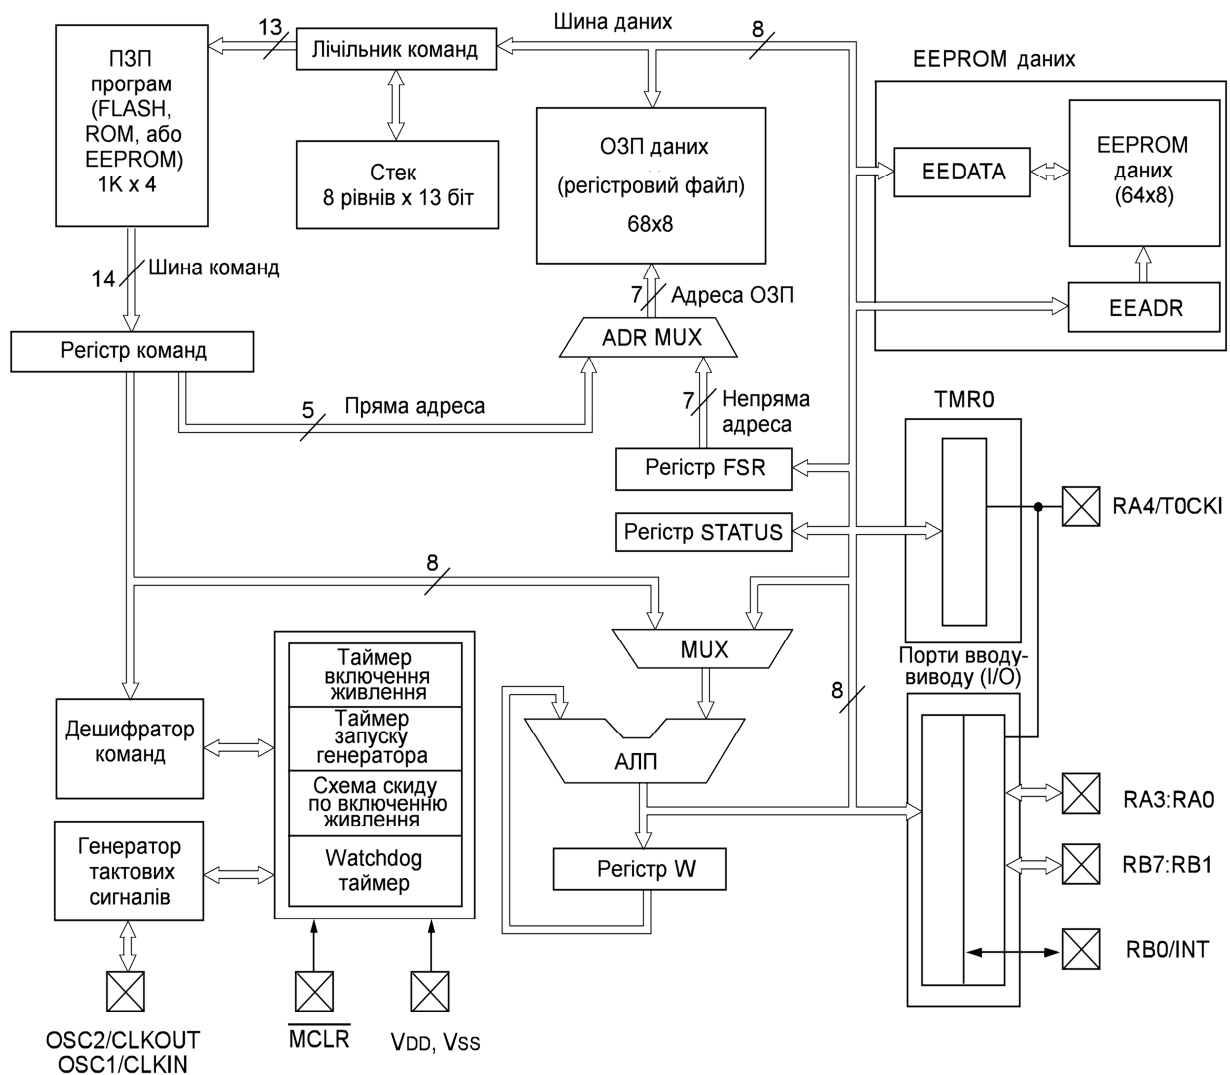 ПЗП
програм
(FLASH,
ROM, або
EEPROM)
1K x 4
13
Лічільник команд
Шина даних
8
EEPROM даних
Стек
8 рівнів x 13 біт
ОЗП даних
(регістровий файл)
68x8
EEDATA
EEPROM
даних
(64x8)
EEADR
14
Шина команд
7
Адреса ОЗП
ADR MUX
Регістр команд
5
Пряма адреса
7
Непряма
адреса
Регістр FSR
Регістр STATUS
TMR0
RA4/T0CKI
8
MUX
Порти вводу-
виводу (I/O)
8
Таймер
включення
живлення
Таймер
запуску
генератора
Схема скиду
по включенню
живлення
Watchdog
таймер
Дешифратор
команд
АЛП
Генератор
тактових
сигналів
Регістр W
RA3:RA0
RB7:RB1
RB0/INT
OSC2/CLKOUT
OSC1/CLKIN
MCLR
VDD, VSS